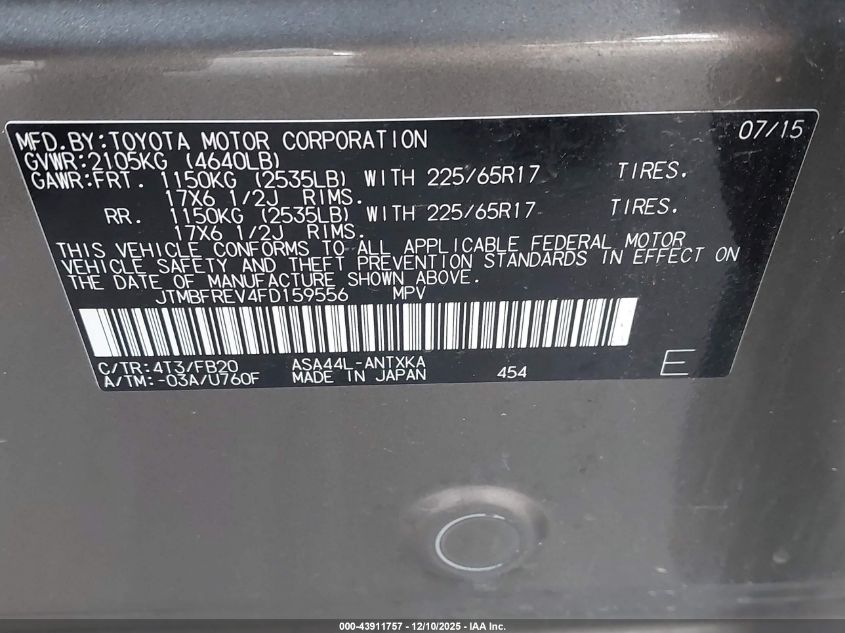 MFD.BY:TOYOTA MOTOR CORPORATION 07/15
GVWR:2105KG (4640LB)
GAWR:FRT. 1150KG (2535LB) WITH 225/65R17 TIRES.
17X6 1/2J RIMS.
RR. 1150KG (2535LB) WITH 225/65R17 TIRES.
17X6 1/2J RIMS.
THIS VEHICLE CONFORMS TO ALL APPLICABLE FEDERAL MOTOR
VEHICLE SAFETY AND THEFT PREVENTION STANDARDS IN EFFECT ON
THE DATE OF MANUFACTURE SHOWN ABOVE.
JTMBFREV4FD159556 MPV
C/TR:4T3/FB20 ASA44L-ANTXKA
A/TM:-03A/U760F MADE IN JAPAN 454 E
000-43911757 - 12/10/2025 - IAA Inc.